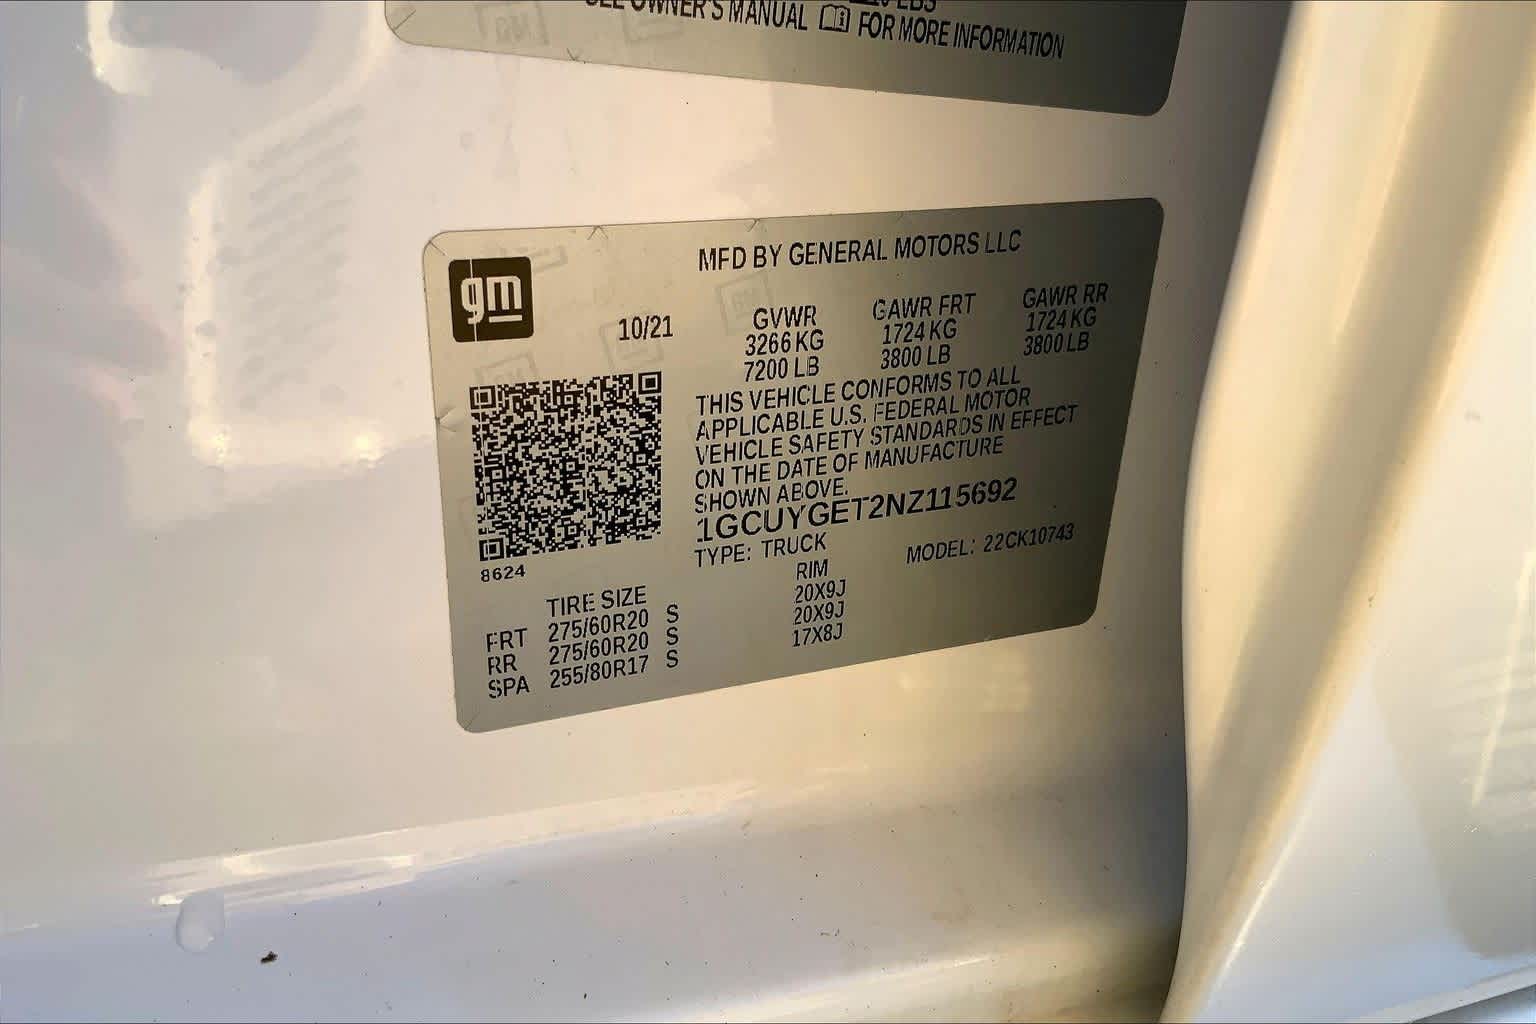 SEE OWNER'S MANUAL FOR MORE INFORMATION
gm
MFD BY GENERAL MOTORS LLC
10/21
GVWR GAWR FRT GAWR RR
3266 KG 1724 KG 1724 KG
7200 LB 3800 LB 3800 LB
THIS VEHICLE CONFORMS TO ALL
APPLICABLE U.S. FEDERAL MOTOR
VEHICLE SAFETY STANDARDS IN EFFECT
ON THE DATE OF MANUFACTURE
SHOWN ABOVE.
1GCUYGET2NZ115692
TYPE: TRUCK MODEL: 22CK10743
8624
TIRE SIZE RIM
FRT 275/60R20 S 20X9J
RR 275/60R20 S 20X9J
SPA 255/80R17 S 17X8J